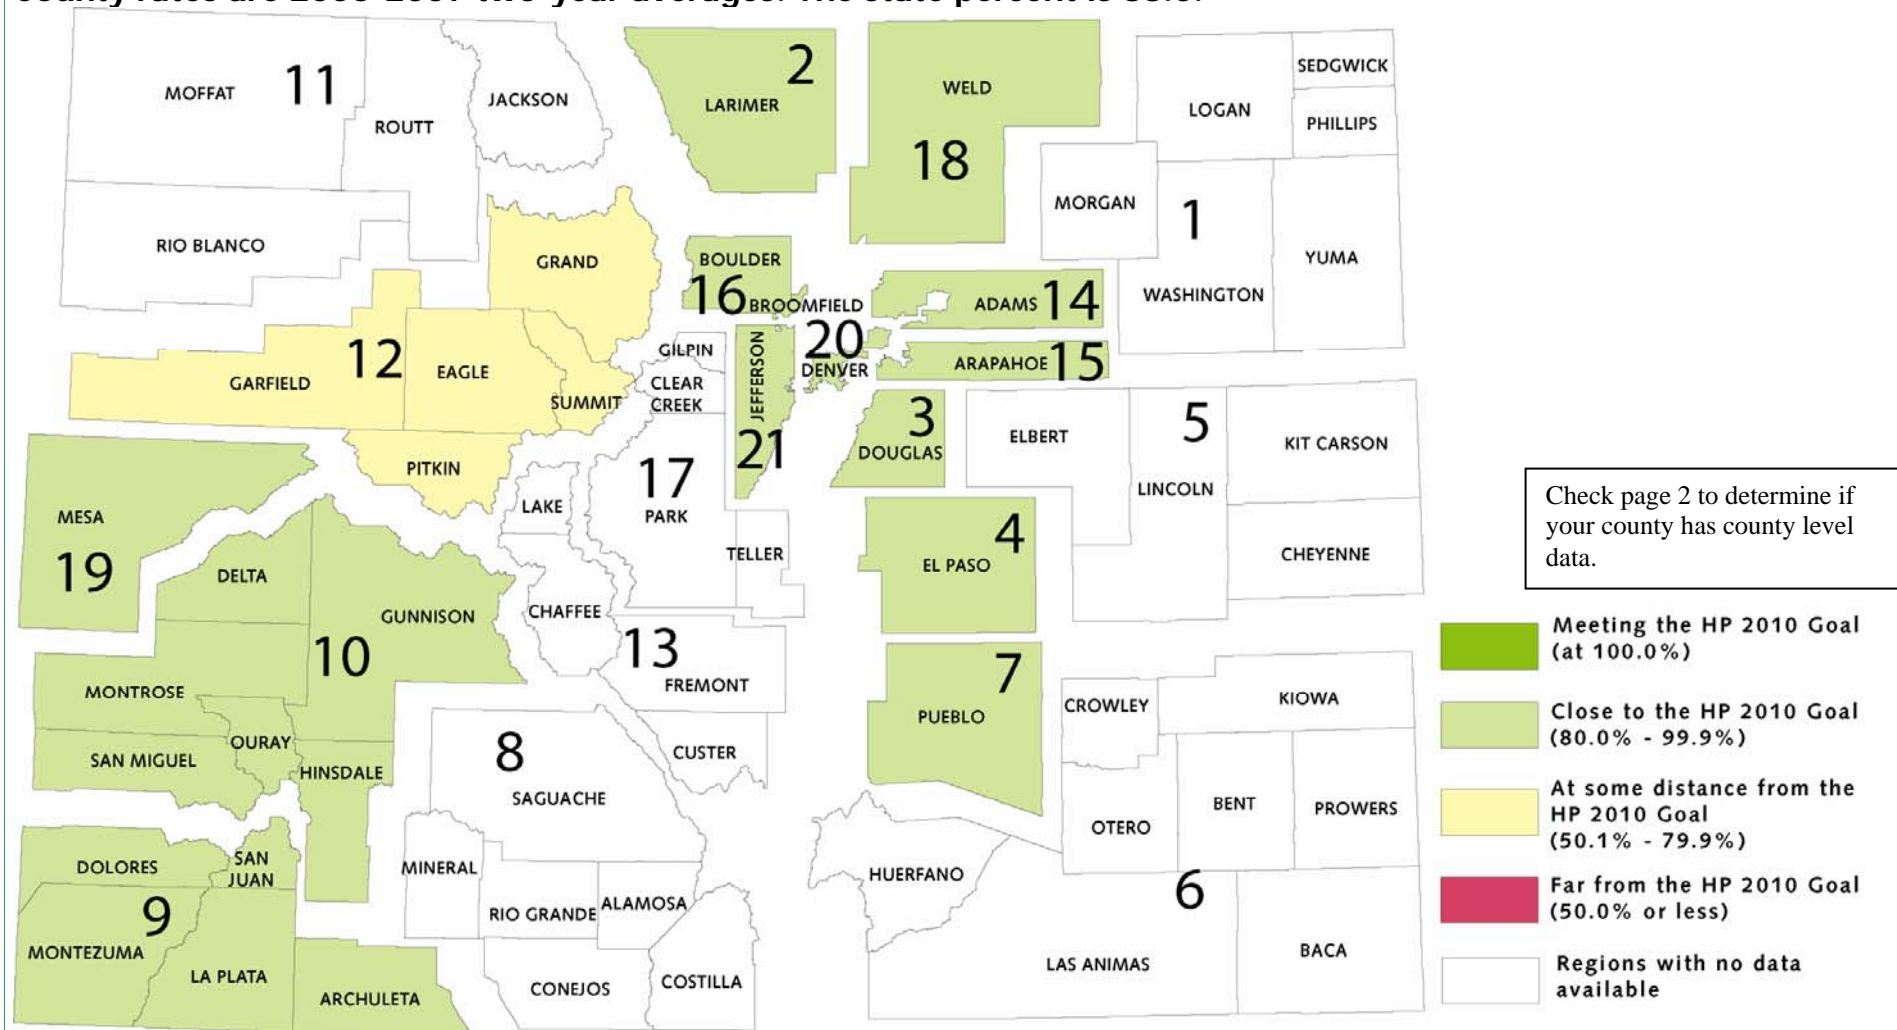 MOFFAT
11
ROUTT
JACKSON
RIO BLANCO
2
LARIMER
WELD
18
LOGAN
SEDGWICK
PHILLIPS
MORGAN
1
WASHINGTON
YUMA
GRAND
12
GARFIELD
EAGLE
SUMMIT
PITKIN
BOULDER
16
BROOMFIELD
20
DENVER
ADAMS 14
ARAPAHOE 15
GILPIN
CLEAR
CREEK
JEFFERSON
21
3
DOUGLAS
ELBERT
5
LINCOLN
KIT CARSON
CHEYENNE
MESA
19
DELTA
GUNNISON
10
MONTROSE
OURAY
SAN MIGUEL
HINSDALE
LAKE
17
PARK
TELLER
CHAFFEE
13
FREMONT
CUSTER
4
EL PASO
7
PUEBLO
CROWLEY
KIOWA
OTERO
BENT
PROWERS
8
SAGUACHE
MINERAL
RIO GRANDE
ALAMOSA
CONEJOS
COSTILLA
HUERFANO
6
LAS ANIMAS
BACA
DOLORES
SAN
JUAN
9
MONTEZUMA
LA PLATA
ARCHULETA
Check page 2 to determine if
your county has county level
data.
Meeting the HP 2010 Goal
(at 100.0%)
Close to the HP 2010 Goal
(80.0% - 99.9%)
At some distance from the
HP 2010 Goal
(50.1% - 79.9%)
Far from the HP 2010 Goal
(50.0% or less)
Regions with no data
available